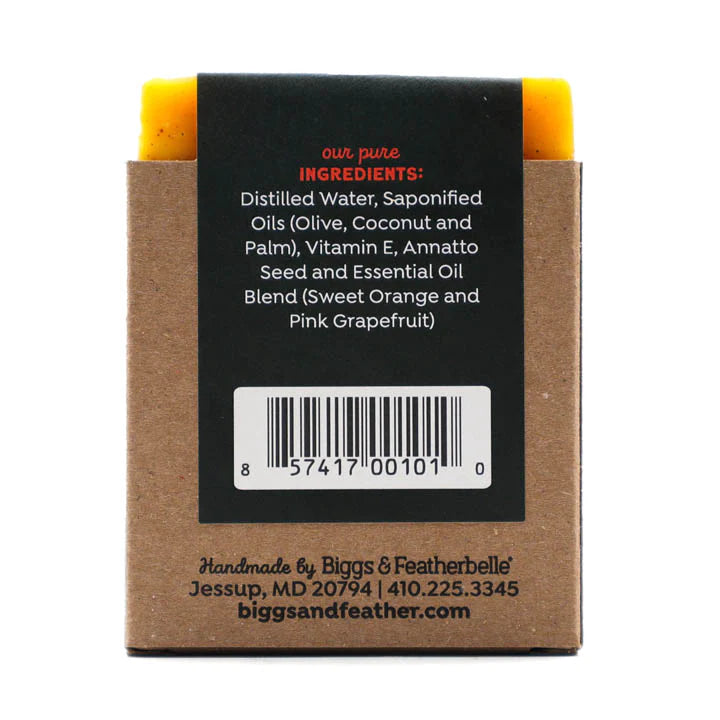 our pure
INGREDIENTS:
Distilled Water, Saponified
Oils (Olive, Coconut and
Palm), Vitamin E, Annatto
Seed and Essential Oil
Blend (Sweet Orange and
Pink Grapefruit)
8 57417 00101 0
Handmade by Biggs & Featherbelle®
Jessup, MD 20794 | 410.225.3345
biggsandfeather.com